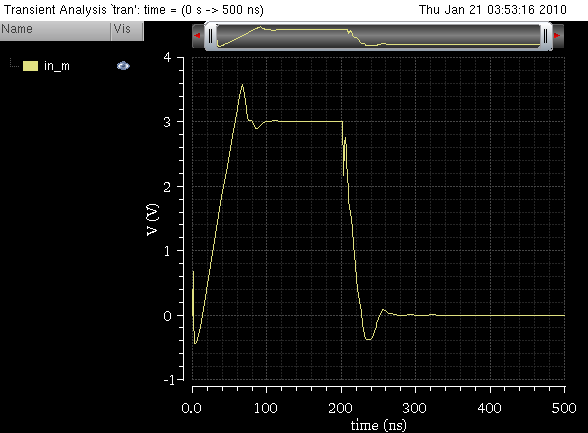 Transient Analysis 'tran': time = (0 s -> 500 ns) Thu Jan 21 03:53:16 2010
Name Vis
in_m
4
3
2
1
0
-1
V (V)
0.0 100 200 300 400 500
time (ns)